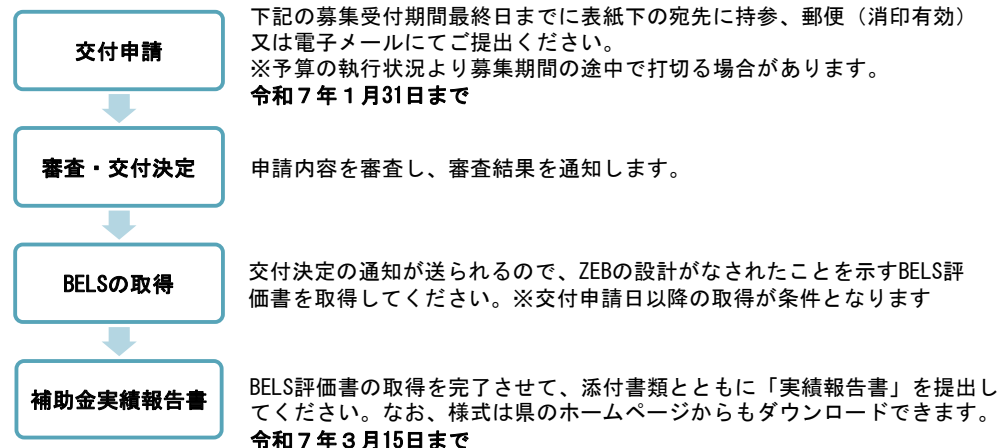 交付申請
下記の募集受付期間最終日までに表紙下の宛先に持参、郵便（消印有効）
又は電子メールにてご提出ください。
※予算の執行状況より募集期間の途中で打切る場合があります。
令和７年１月31日まで
審査・交付決定
申請内容を審査し、審査結果を通知します。
BELSの取得
交付決定の通知が送られるので、ZEBの設計がなされたことを示すBELS評
価書を取得してください。※交付申請日以降の取得が条件となります
補助金実績報告書
BELS評価書の取得を完了させて、添付書類とともに「実績報告書」を提出し
てください。なお、様式は県のホームページからもダウンロードできます。
令和７年３月15日まで